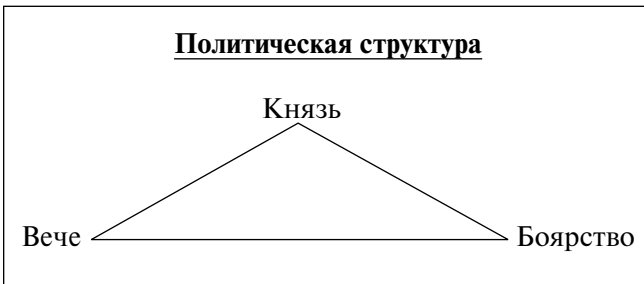 Политическая структура
Князь
Вече
Боярство